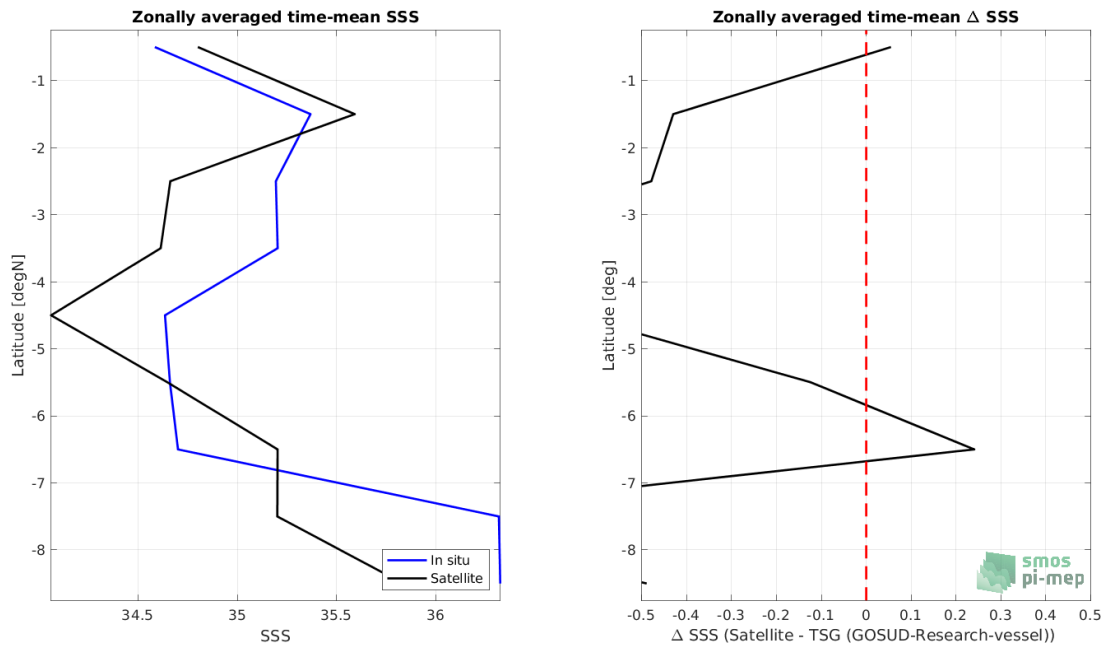 Zonally averaged time-mean SSS
-1
-2
-3
-4
-5
-6
-7
-8
Latitude [degN]
34.5 35 35.5 36
SSS
In situ
Satellite
Zonally averaged time-mean Δ SSS
-1
-2
-3
-4
-5
-6
-7
-8
Latitude [deg]
-0.5 -0.4 -0.3 -0.2 -0.1 0 0.1 0.2 0.3 0.4 0.5
Δ SSS (Satellite - TSG (GOSUD-Research-vessel))
smos
pi-mep